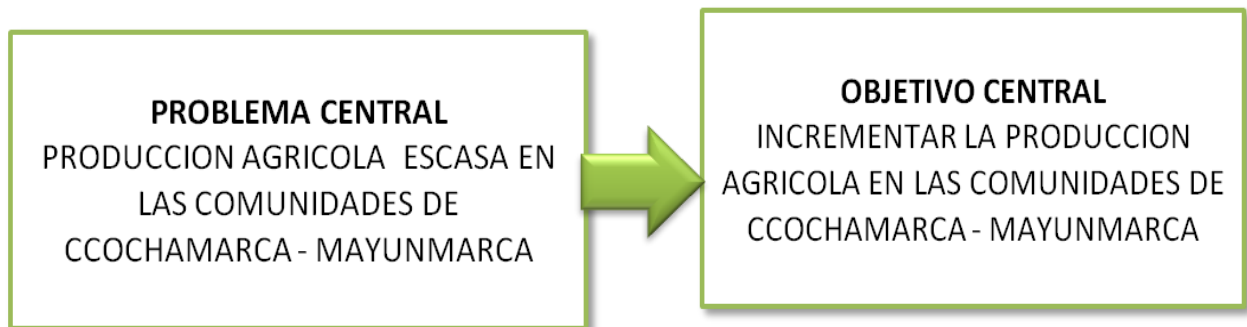 PROBLEMA CENTRAL
PRODUCCION AGRICOLA ESCASA EN
LAS COMUNIDADES DE
CCOCHAMARCA - MAYUNMARCA
OBJETIVO CENTRAL
INCREMENTAR LA PRODUCCION
AGRICOLA EN LAS COMUNIDADES DE
CCOCHAMARCA - MAYUNMARCA